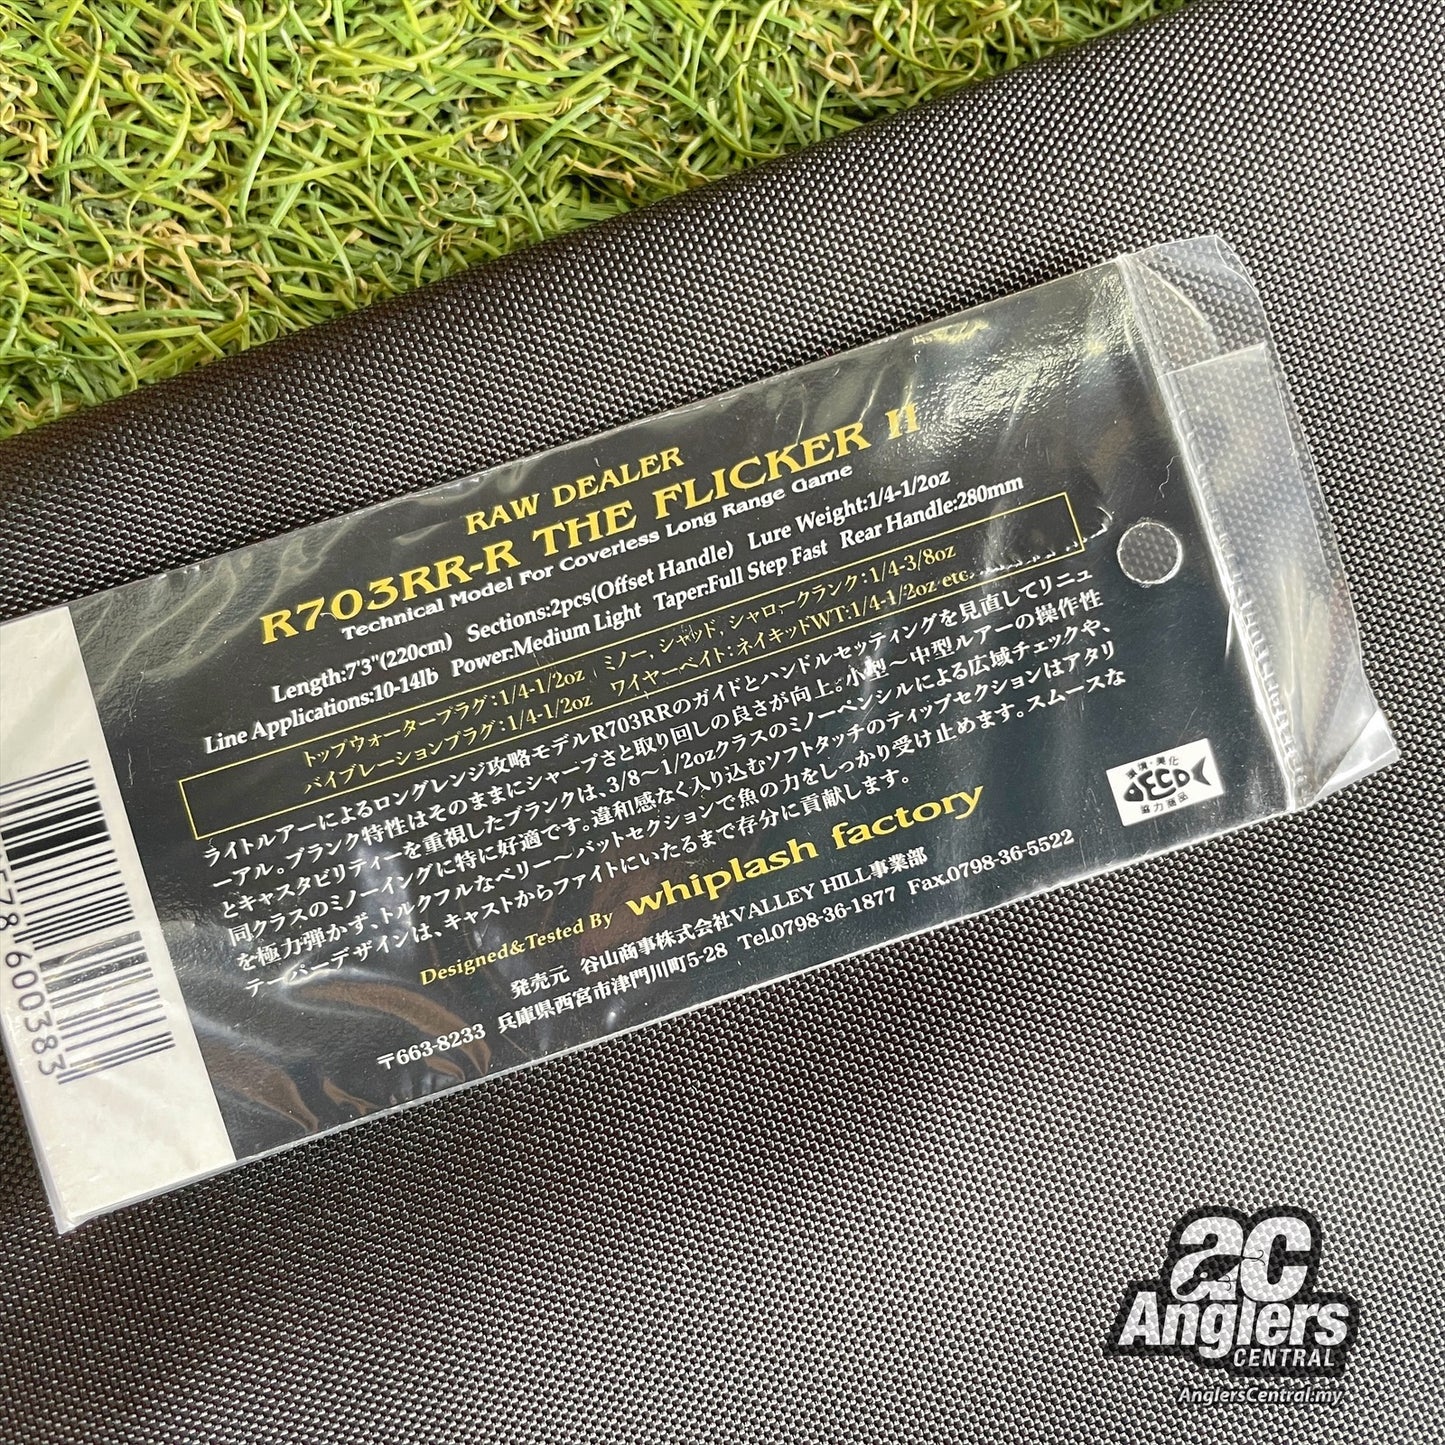 RAW DEALER
R703RR-R THE FLICKER II
Technical Model For Coverless Long Range Game
Length:7'3"(220cm) Sections:2pcs(Offset Handle) Lure Weight:1/4-1/2oz
Line Applications:10-14lb Power:Medium Light Taper:Full Step Fast Rear Handle:280mm
トップウォータープラグ:1/4-1/2oz ミノー,シャッド,シャロークランク:1/4-3/8oz
バイブレーションプラグ:1/4-1/2oz ワイヤーベイト:ネイキッドWT:1/4-1/2oz etc.
ライトルアーによるロングレンジ攻略モデルR703RRのガイドとハンドルセッティングを見直してリニュ
ーアル。ブランク特性はそのままにシャープさと取り回しの良さが向上。小型〜中型ルアーの操作性
とキャスタビリティーを重視したブランクは、3/8〜1/2ozクラスのミノーペンシルによる広域チェックや、
同クラスのミノーイングに特に好適です。違和感なく入り込むソフトタッチのティップセクションはアタリ
を極力弾かず、トルクフルなベリー〜バットセクションで魚の力をしっかり受け止めます。スムースな
テーパーデザインは、キャストからファイトにいたるまで存分に貢献します。
Designed&Tested By whiplash factory
発売元 谷山商事株式会社VALLEY HILL事業部
〒663-8233 兵庫県西宮市津門川町5-28 Tel.0798-36-1877 Fax.0798-36-5522
環境・美化
DECO
協力商品
578 600383
2C
Anglers
CENTRAL
AnglersCentral.my